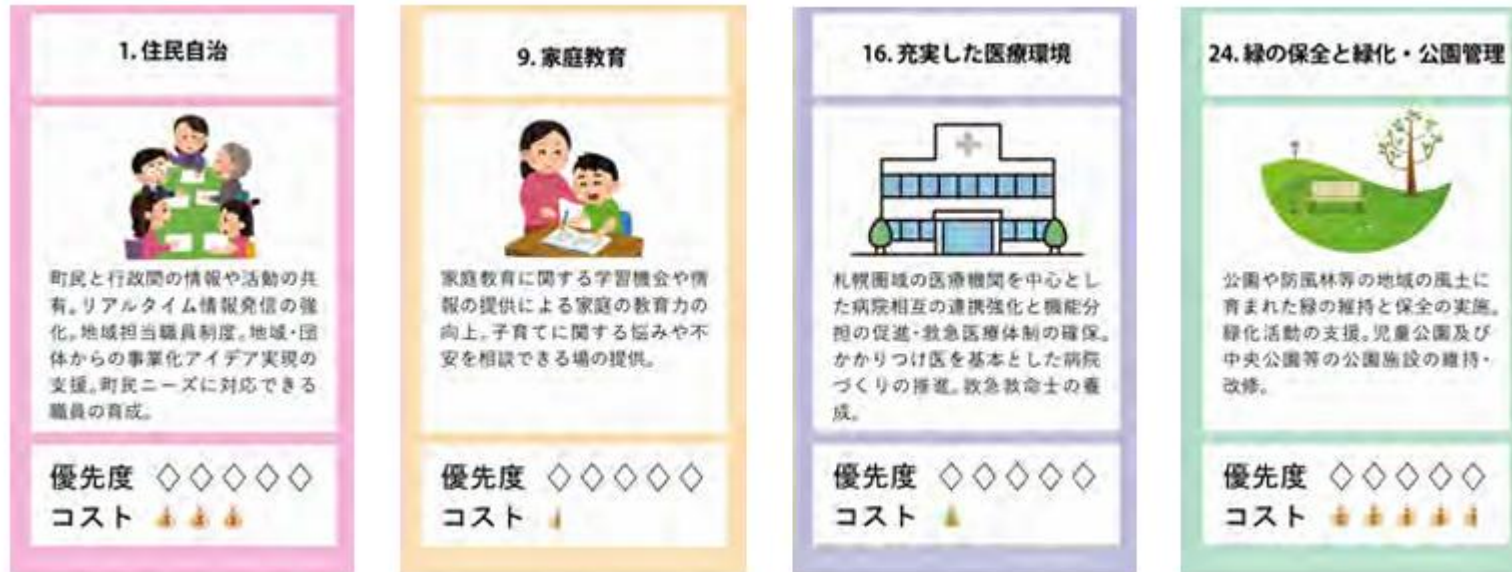 1. 住民自治
町民と行政間の情報や活動の共
有。リアルタイム情報発信の強
化。地域担当職員制度。地域・団
体からの事業化アイデア実現の
支援。町民ニーズに対応できる
職員の育成。
優先度 ◇◇◇◇◇
コスト
9. 家庭教育
家庭教育に関する学習機会や情
報の提供による家庭の教育力の
向上。子育てに関する悩みや不
安を相談できる場の提供。
優先度 ◇◇◇◇◇
コスト
16. 充実した医療環境
札幌圏域の医療機関を中心とし
た病院相互の連携強化と機能分
担の促進・救急医療体制の確保。
かかりつけ医を基本とした病院
づくりの推進。救急救命士の養
成。
優先度 ◇◇◇◇◇
コスト
24. 緑の保全と緑化・公園管理
公園や防風林等の地域の風土に
育まれた緑の維持と保全の実施。
緑化活動の支援。児童公園及び
中央公園等の公園施設の維持・
改修。
優先度 ◇◇◇◇◇
コスト